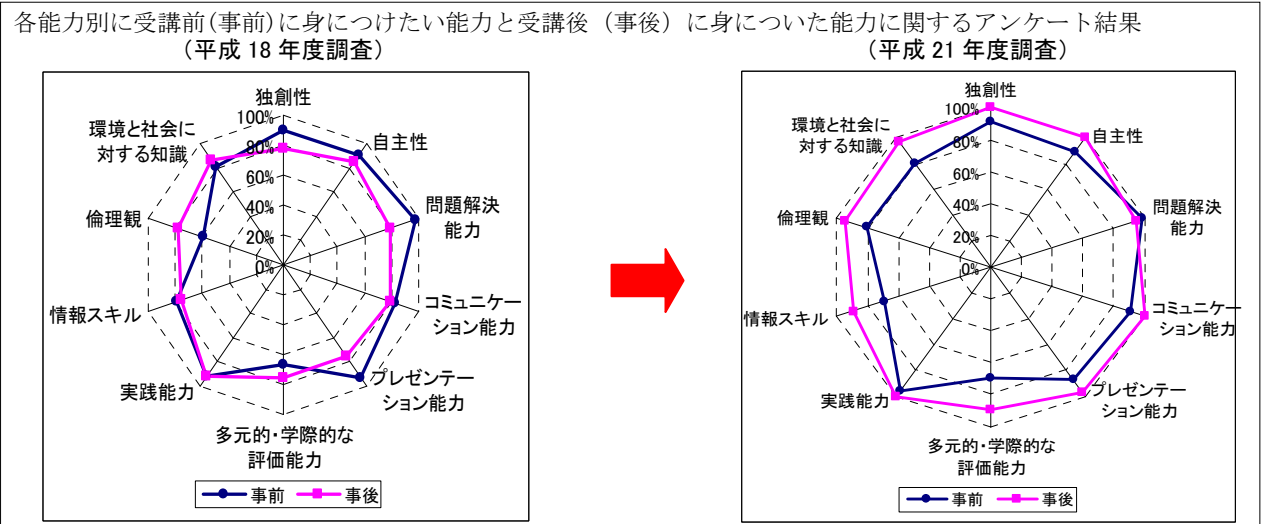 各能力別に受講前(事前)に身につけたい能力と受講後（事後）に身についた能力に関するアンケート結果
（平成 18 年度調査）
独創性
自主性
問題解決
能力
コミュニケー
ション能力
プレゼンテー
ション能力
多元的・学際的な
評価能力
実践能力
情報スキル
倫理観
環境と社会に
対する知識
100%
80%
60%
40%
20%
0%
事前
事後
（平成 21 年度調査）
独創性
自主性
問題解決
能力
コミュニケー
ション能力
プレゼンテー
ション能力
多元的・学際的な
評価能力
実践能力
情報スキル
倫理観
環境と社会に
対する知識
100%
80%
60%
40%
20%
0%
事前
事後